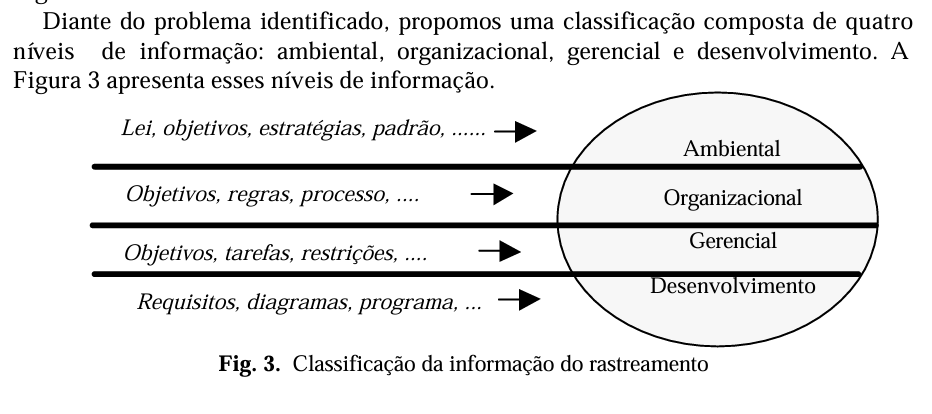 Diante do problema identificado, propomos uma classificação composta de quatro
níveis de informação: ambiental, organizacional, gerencial e desenvolvimento. A
Figura 3 apresenta esses níveis de informação.
Lei, objetivos, estratégias, padrão, ......
Ambiental
Objetivos, regras, processo, ....
Organizacional
Objetivos, tarefas, restrições, ....
Gerencial
Requisitos, diagramas, programa, ...
Desenvolvimento
Fig. 3. Classificação da informação do rastreamento